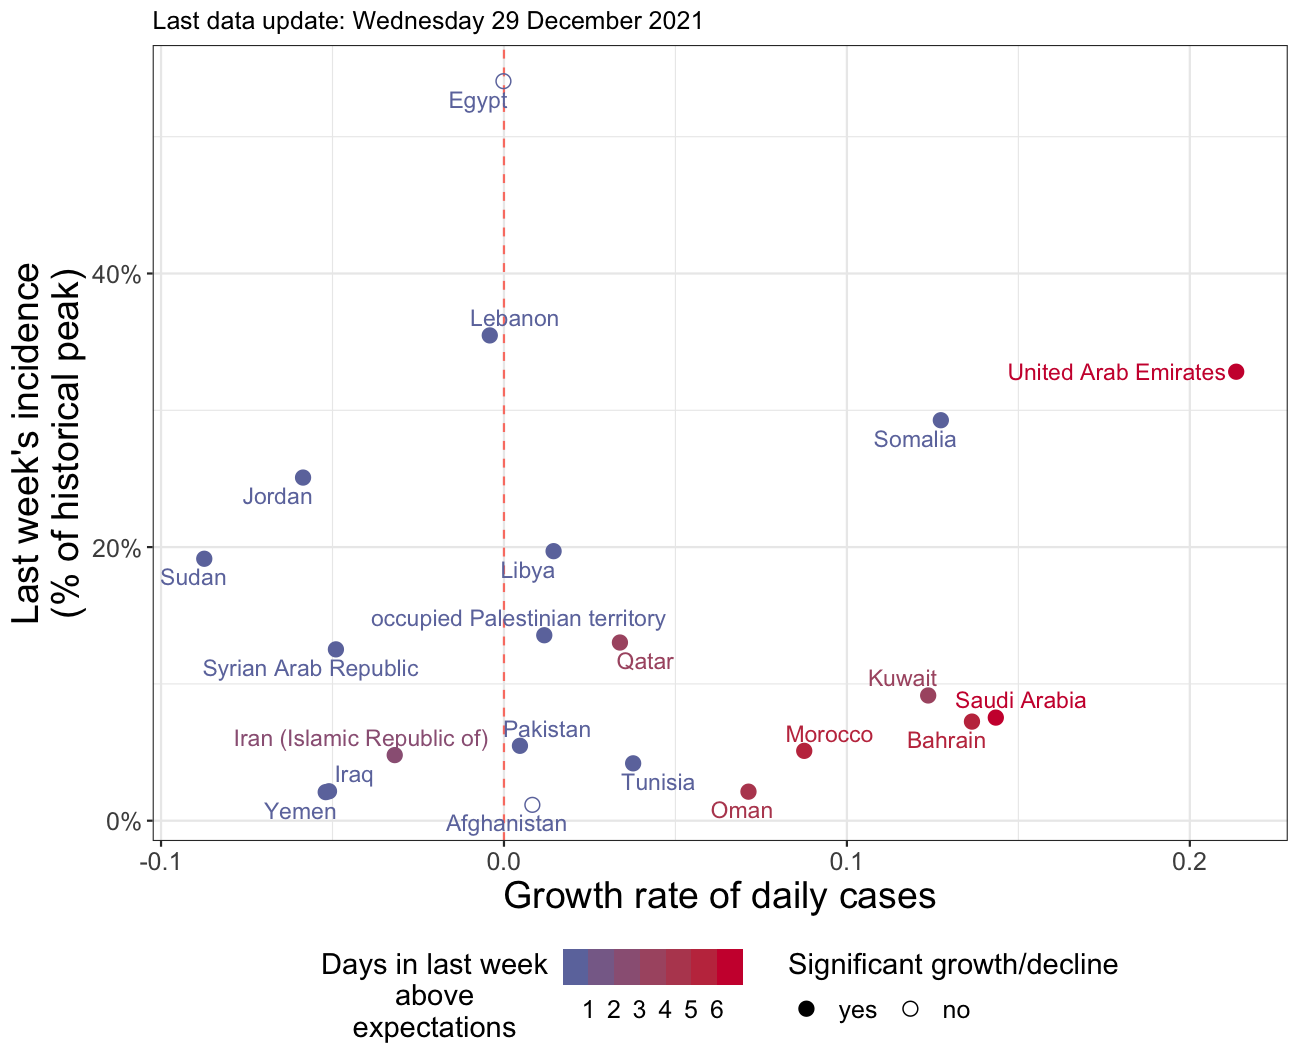 Last data update: Wednesday 29 December 2021
Egypt
40%
Lebanon
United Arab Emirates
Somalia
Jordan
20%
Libya
Sudan
occupied Palestinian territory
Qatar
Syrian Arab Republic
Kuwait
Saudi Arabia
Pakistan
Morocco
Iran (Islamic Republic of)
Bahrain
Iraq
Tunisia
Yemen
Oman
0%
Afghanistan
Last week's incidence
(% of historical peak)
-0.1
0.0
0.1
0.2
Growth rate of daily cases
Days in last week
above
expectations
1 2 3 4 5 6
Significant growth/decline
yes
no